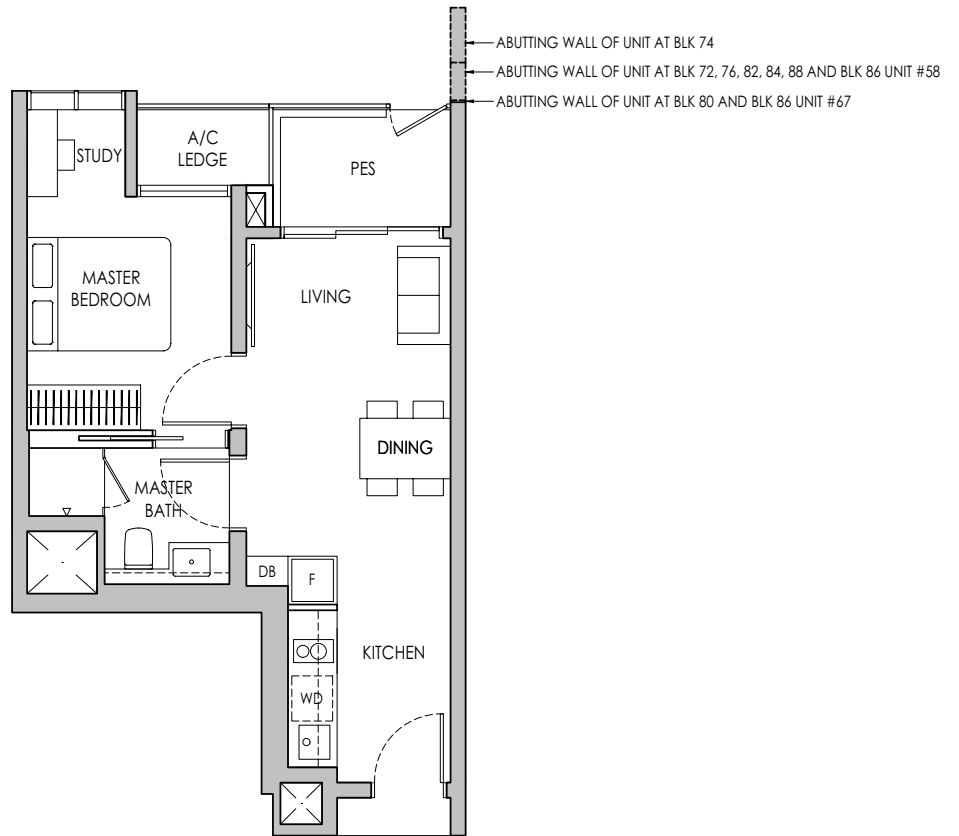 ABUTTING WALL OF UNIT AT BLK 74
ABUTTING WALL OF UNIT AT BLK 72, 76, 82, 84, 88 AND BLK 86 UNIT #58
ABUTTING WALL OF UNIT AT BLK 80 AND BLK 86 UNIT #67
A/C
LEDGE
STUDY
PES
MASTER
BEDROOM
LIVING
DINING
MASTER
BATH
DB
F
KITCHEN
WD